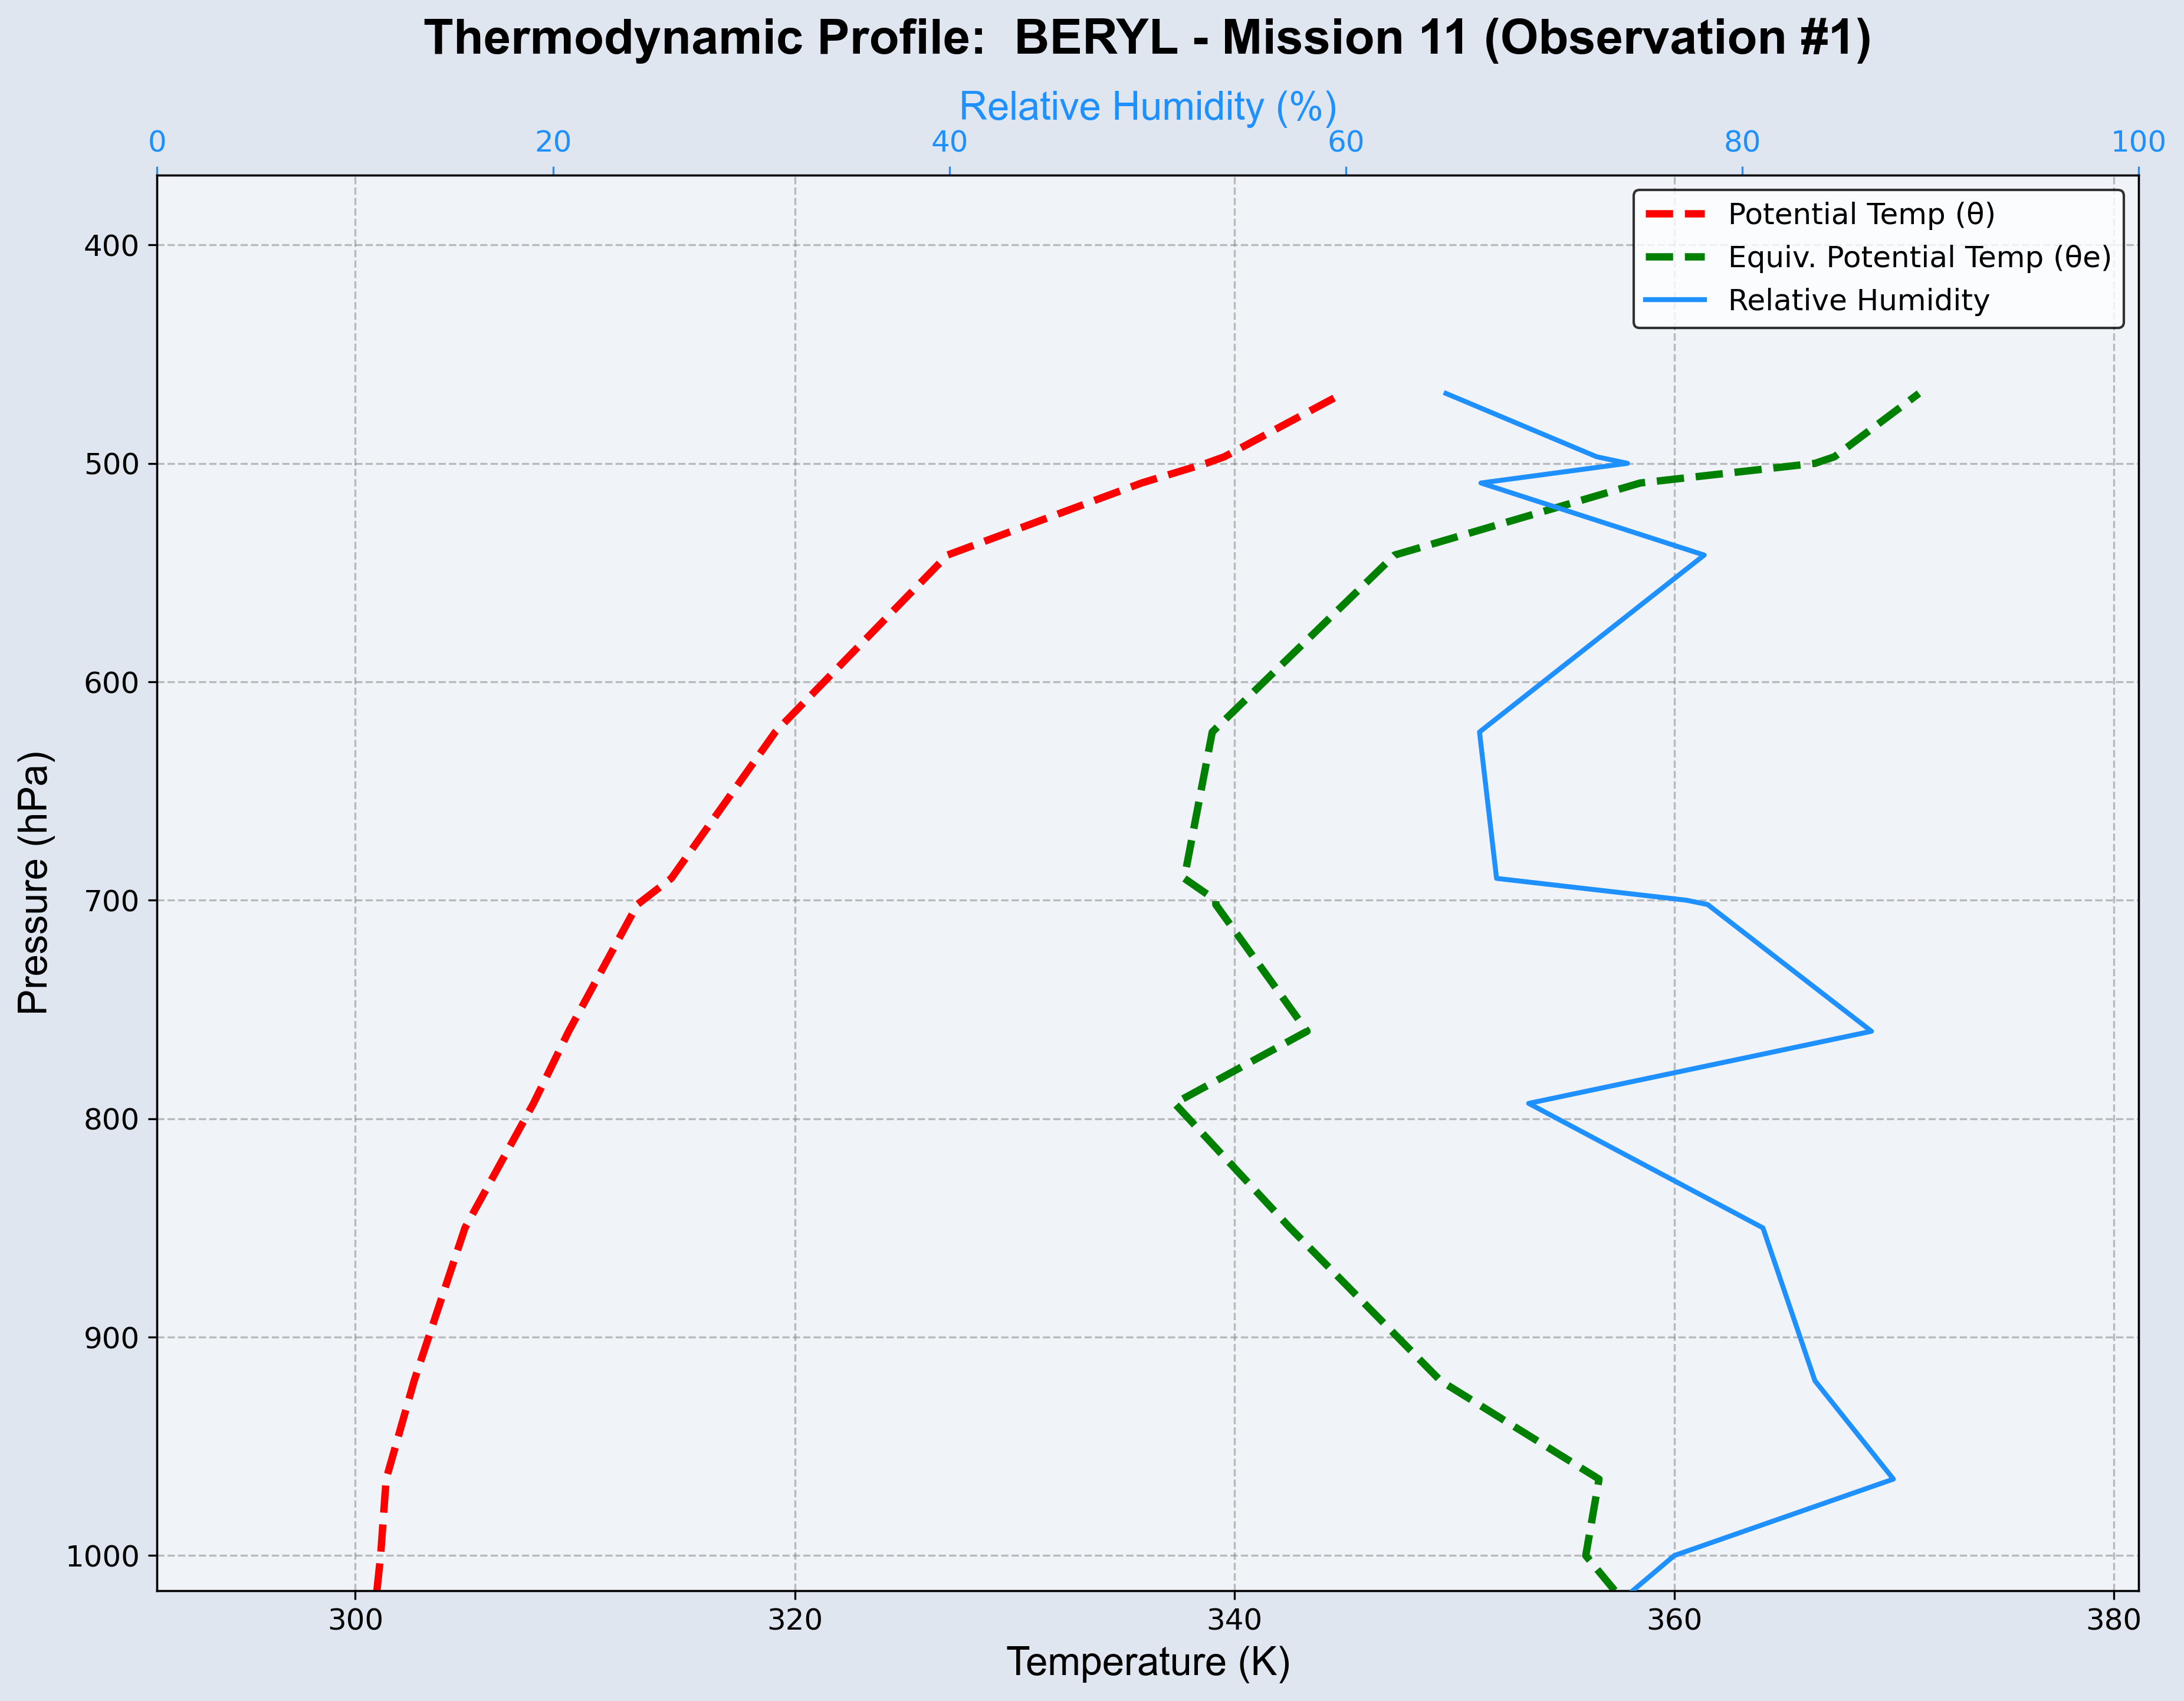 Thermodynamic Profile:  BERYL - Mission 11 (Observation #1)
Relative Humidity (%)
0 20 40 60 80 100
Potential Temp (θ)
Equiv. Potential Temp (θe)
Relative Humidity
Pressure (hPa)
400
500
600
700
800
900
1000
300 320 340 360 380
Temperature (K)